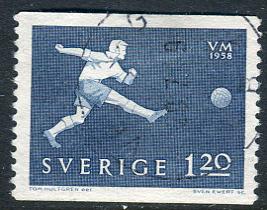 VM
1958
SVERIGE 1.20
TOM HULTGREN del. SVEN EWERT sc.